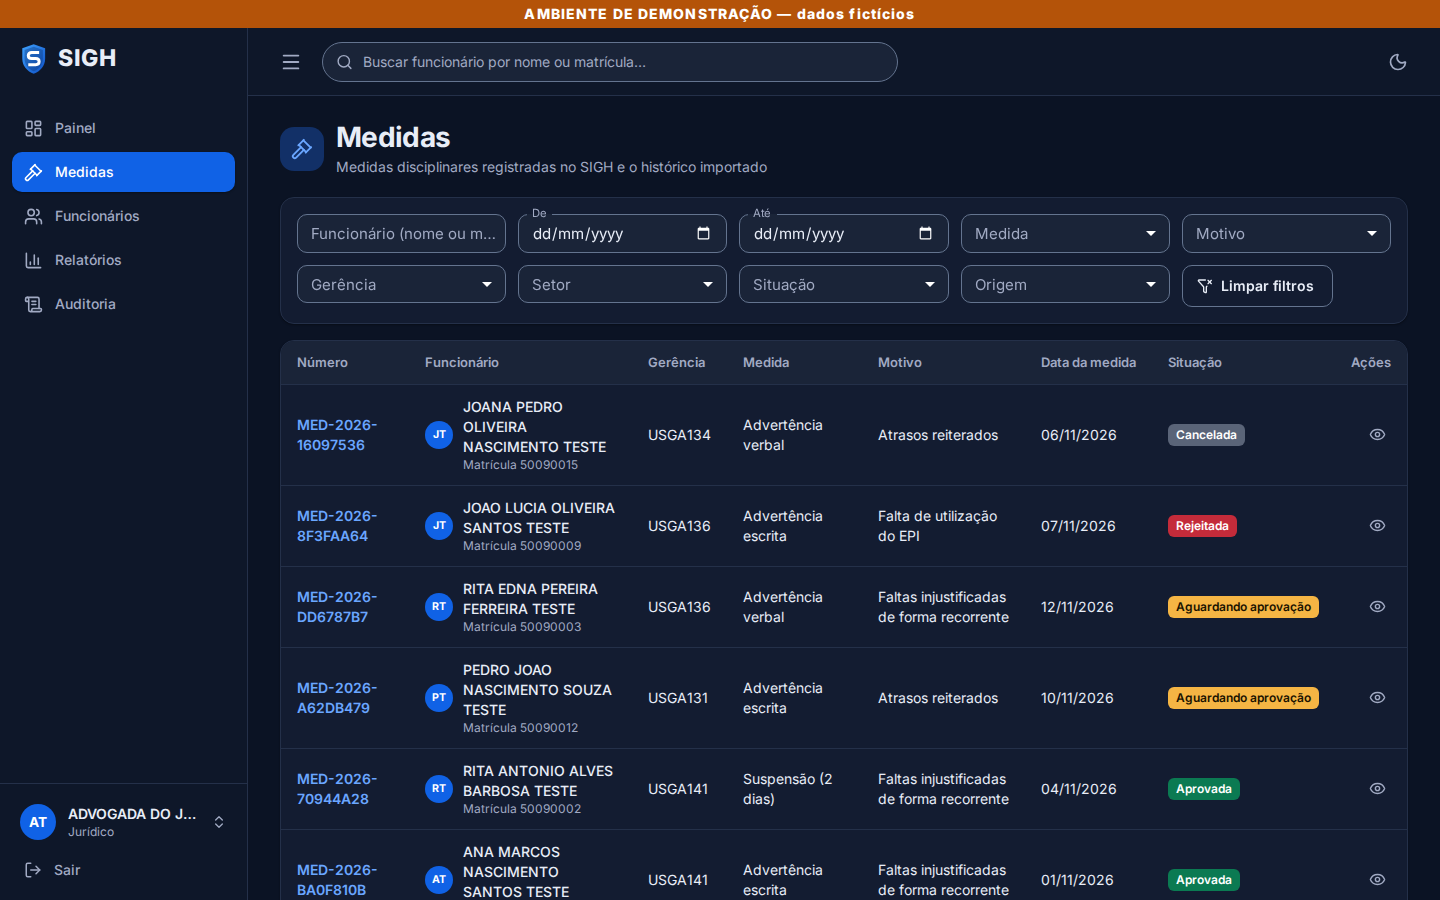 AMBIENTE DE DEMONSTRAÇÃO — dados fictícios
SIGH
Buscar funcionário por nome ou matrícula...
Painel
Medidas
Funcionários
Relatórios
Auditoria
Medidas
Medidas disciplinares registradas no SIGH e o histórico importado
Funcionário (nome ou m...
De
dd/mm/yyyy
Até
dd/mm/yyyy
Medida
Motivo
Gerência
Setor
Situação
Origem
Limpar filtros
Número
Funcionário
Gerência
Medida
Motivo
Data da medida
Situação
Ações
MED-2026-
16097536
JT
JOANA PEDRO
OLIVEIRA
NASCIMENTO TESTE
Matrícula 50090015
USGA134
Advertência
verbal
Atrasos reiterados
06/11/2026
Cancelada
MED-2026-
8F3FAA64
JT
JOAO LUCIA OLIVEIRA
SANTOS TESTE
Matrícula 50090009
USGA136
Advertência
escrita
Falta de utilização
do EPI
07/11/2026
Rejeitada
MED-2026-
DD6787B7
RT
RITA EDNA PEREIRA
FERREIRA TESTE
Matrícula 50090003
USGA136
Advertência
verbal
Faltas injustificadas
de forma recorrente
12/11/2026
Aguardando aprovação
MED-2026-
A62DB479
PT
PEDRO JOAO
NASCIMENTO SOUZA
TESTE
Matrícula 50090012
USGA131
Advertência
escrita
Atrasos reiterados
10/11/2026
Aguardando aprovação
MED-2026-
70944A28
RT
RITA ANTONIO ALVES
BARBOSA TESTE
Matrícula 50090002
USGA141
Suspensão (2
dias)
Faltas injustificadas
de forma recorrente
04/11/2026
Aprovada
MED-2026-
BA0F810B
AT
ANA MARCOS
NASCIMENTO
SANTOS TESTE
USGA141
Advertência
escrita
Faltas injustificadas
de forma recorrente
01/11/2026
Aprovada
AT
ADVOGADA DO J...
Jurídico
Sair